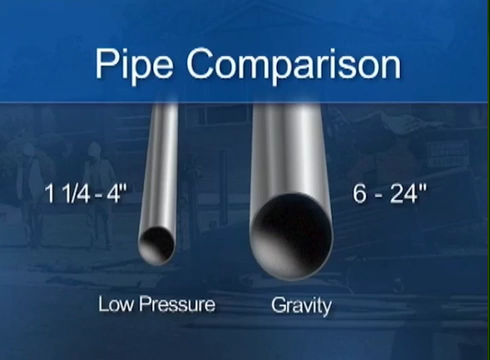 Pipe Comparison
1 1/4 - 4"
6 - 24"
Low Pressure
Gravity